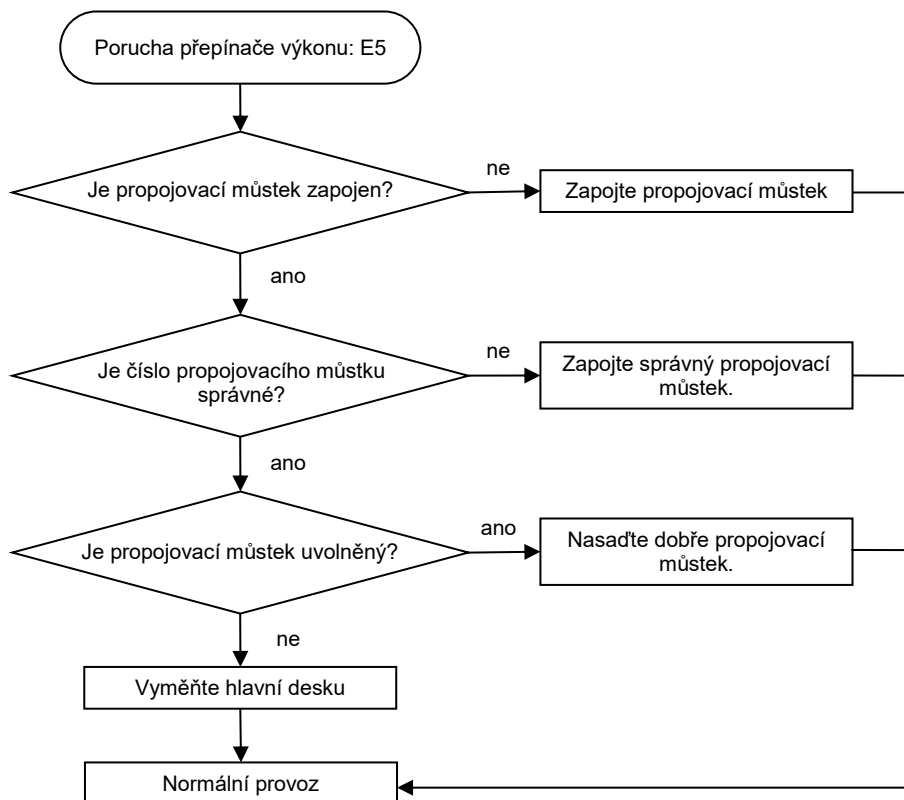 Porucha přepínače výkonu: E5
Je propojovací můstek zapojen?
ne
Zapojte propojovací můstek
ano
Je číslo propojovacího můstku
správné?
ne
Zapojte správný propojovací
můstek.
ano
Je propojovací můstek uvolněný?
ano
Nasaďte dobře propojovací
můstek.
ne
Vyměňte hlavní desku
Normální provoz